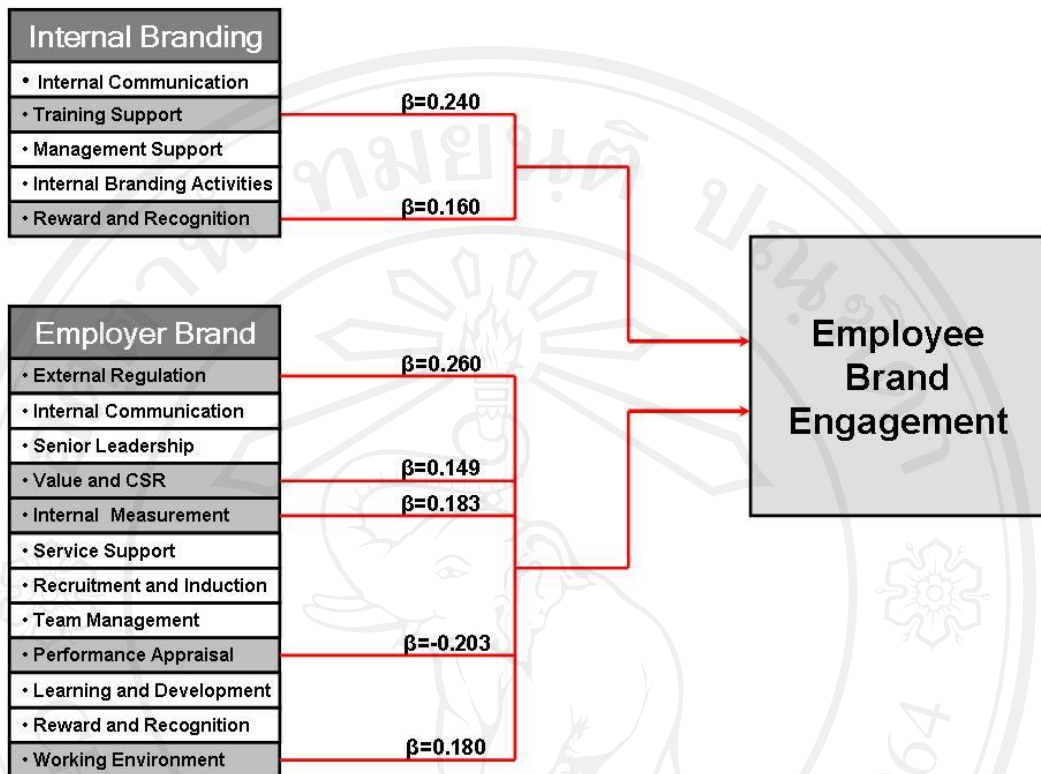 Internal Branding
• Internal Communication
• Training Support
β=0.240
• Management Support
• Internal Branding Activities
• Reward and Recognition
β=0.160
Employer Brand
• External Regulation
β=0.260
• Internal Communication
• Senior Leadership
• Value and CSR
β=0.149
• Internal Measurement
β=0.183
• Service Support
• Recruitment and Induction
• Team Management
• Performance Appraisal
β=-0.203
• Learning and Development
• Reward and Recognition
• Working Environment
β=0.180
Employee
Brand
Engagement
64